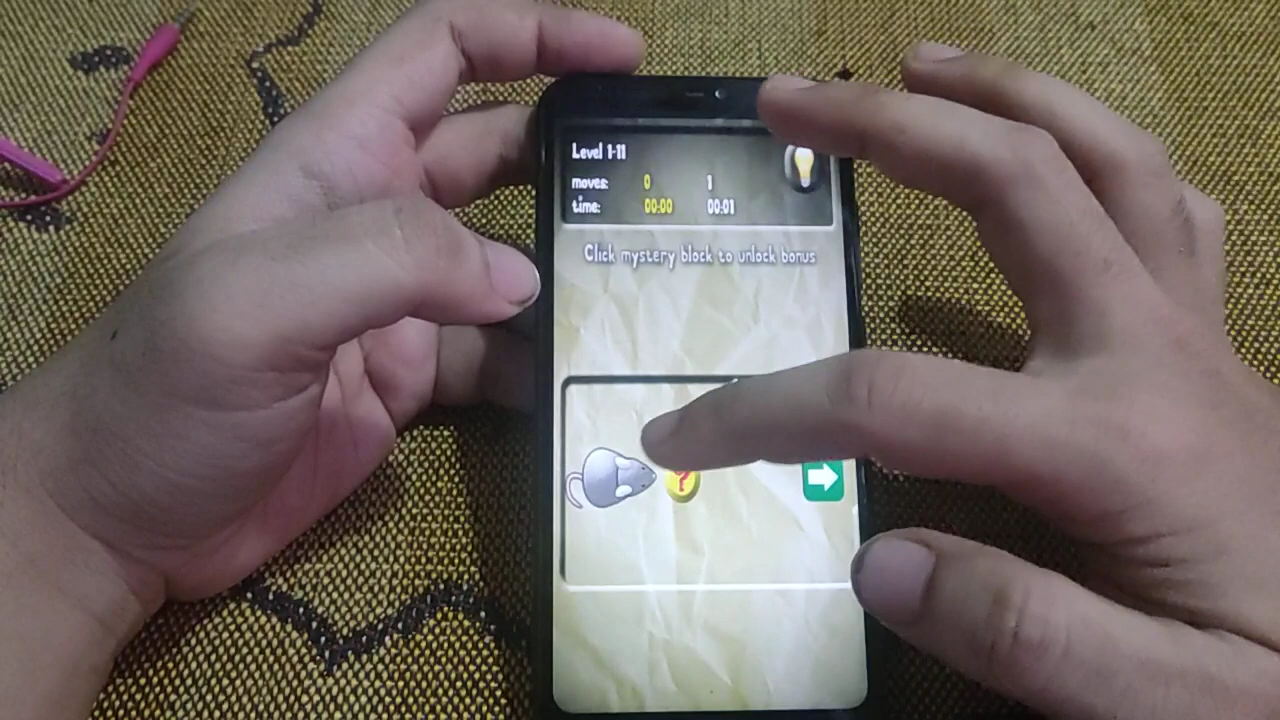 Level 1-11
moves: 0 1
time: 00:00 00:01
Click mystery block to unlock bonus
?